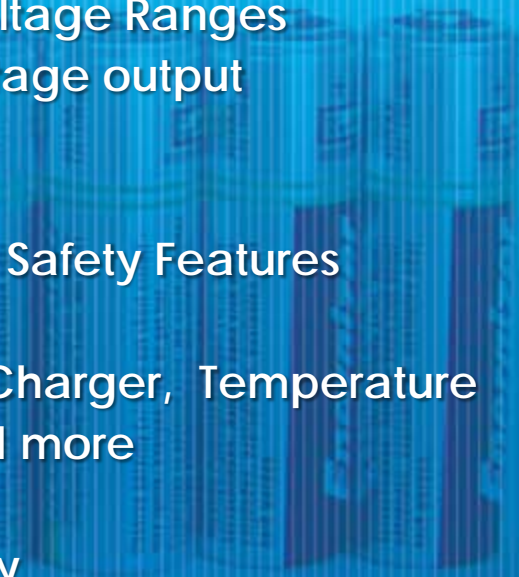 ltage Ranges
age output
Safety Features
Charger, Temperature
l more
y